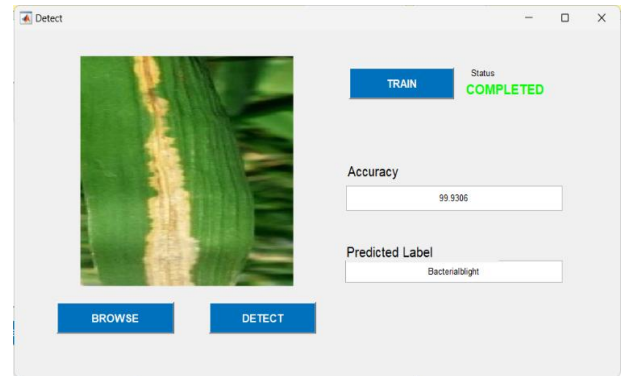 Detect
TRAIN
Status
COMPLETED
Accuracy
99.9306
Predicted Label
Bacterialblight
BROWSE
DETECT